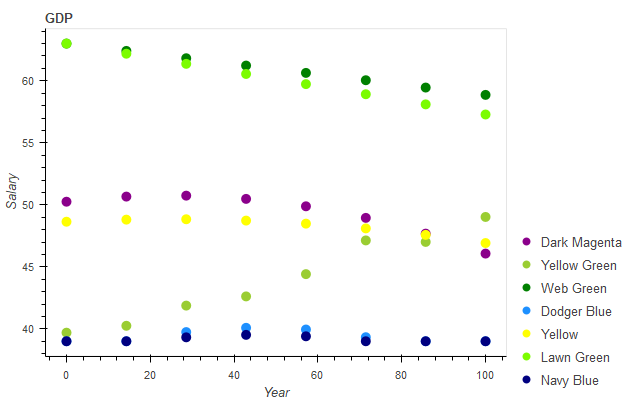 GDP
60
55
50
45
40
Salary
0
20
40
60
80
100
Year
Dark Magenta
Yellow Green
Web Green
Dodger Blue
Yellow
Lawn Green
Navy Blue